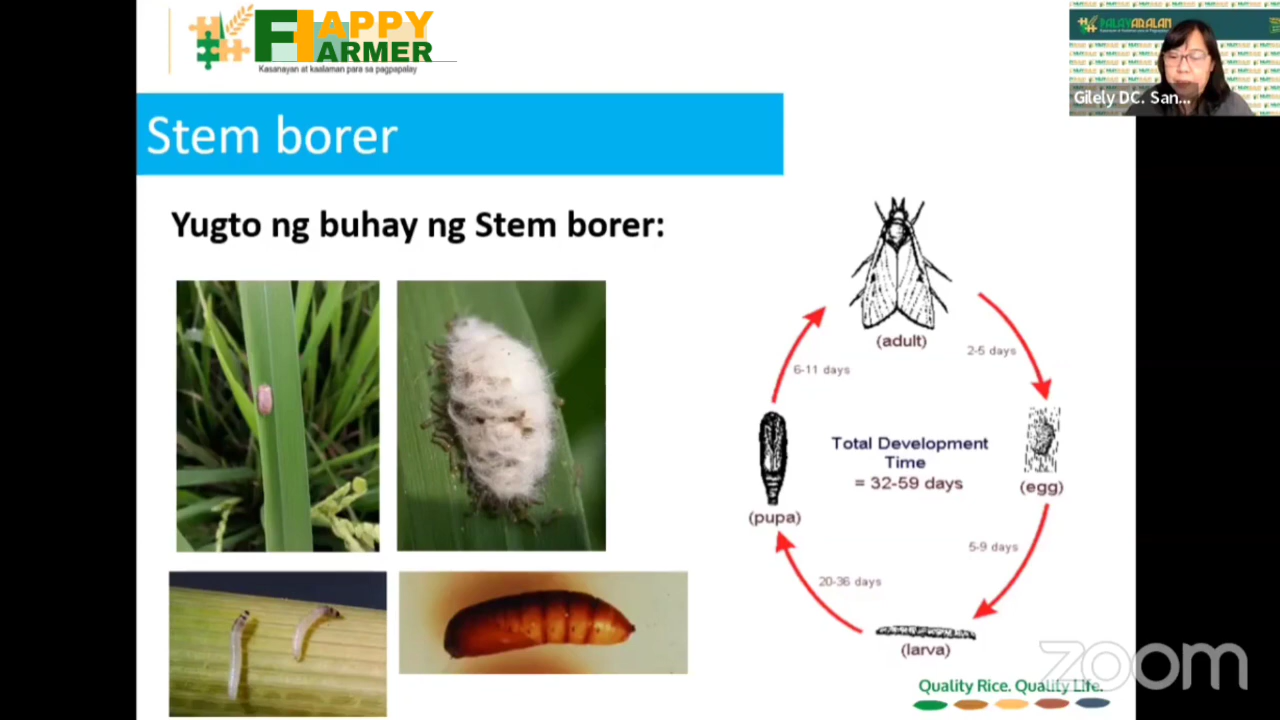 HAPPY
FARMER
Kasanayan at kaalaman para sa pagpapalay
PALAYARALAN
Gilely DC. San...
Stem borer
Yugto ng buhay ng Stem borer:
(adult)
2-5 days
6-11 days
Total Development
Time
= 32-59 days
(egg)
(pupa)
5-9 days
20-36 days
(larva)
zoom
Quality Rice. Quality Life.